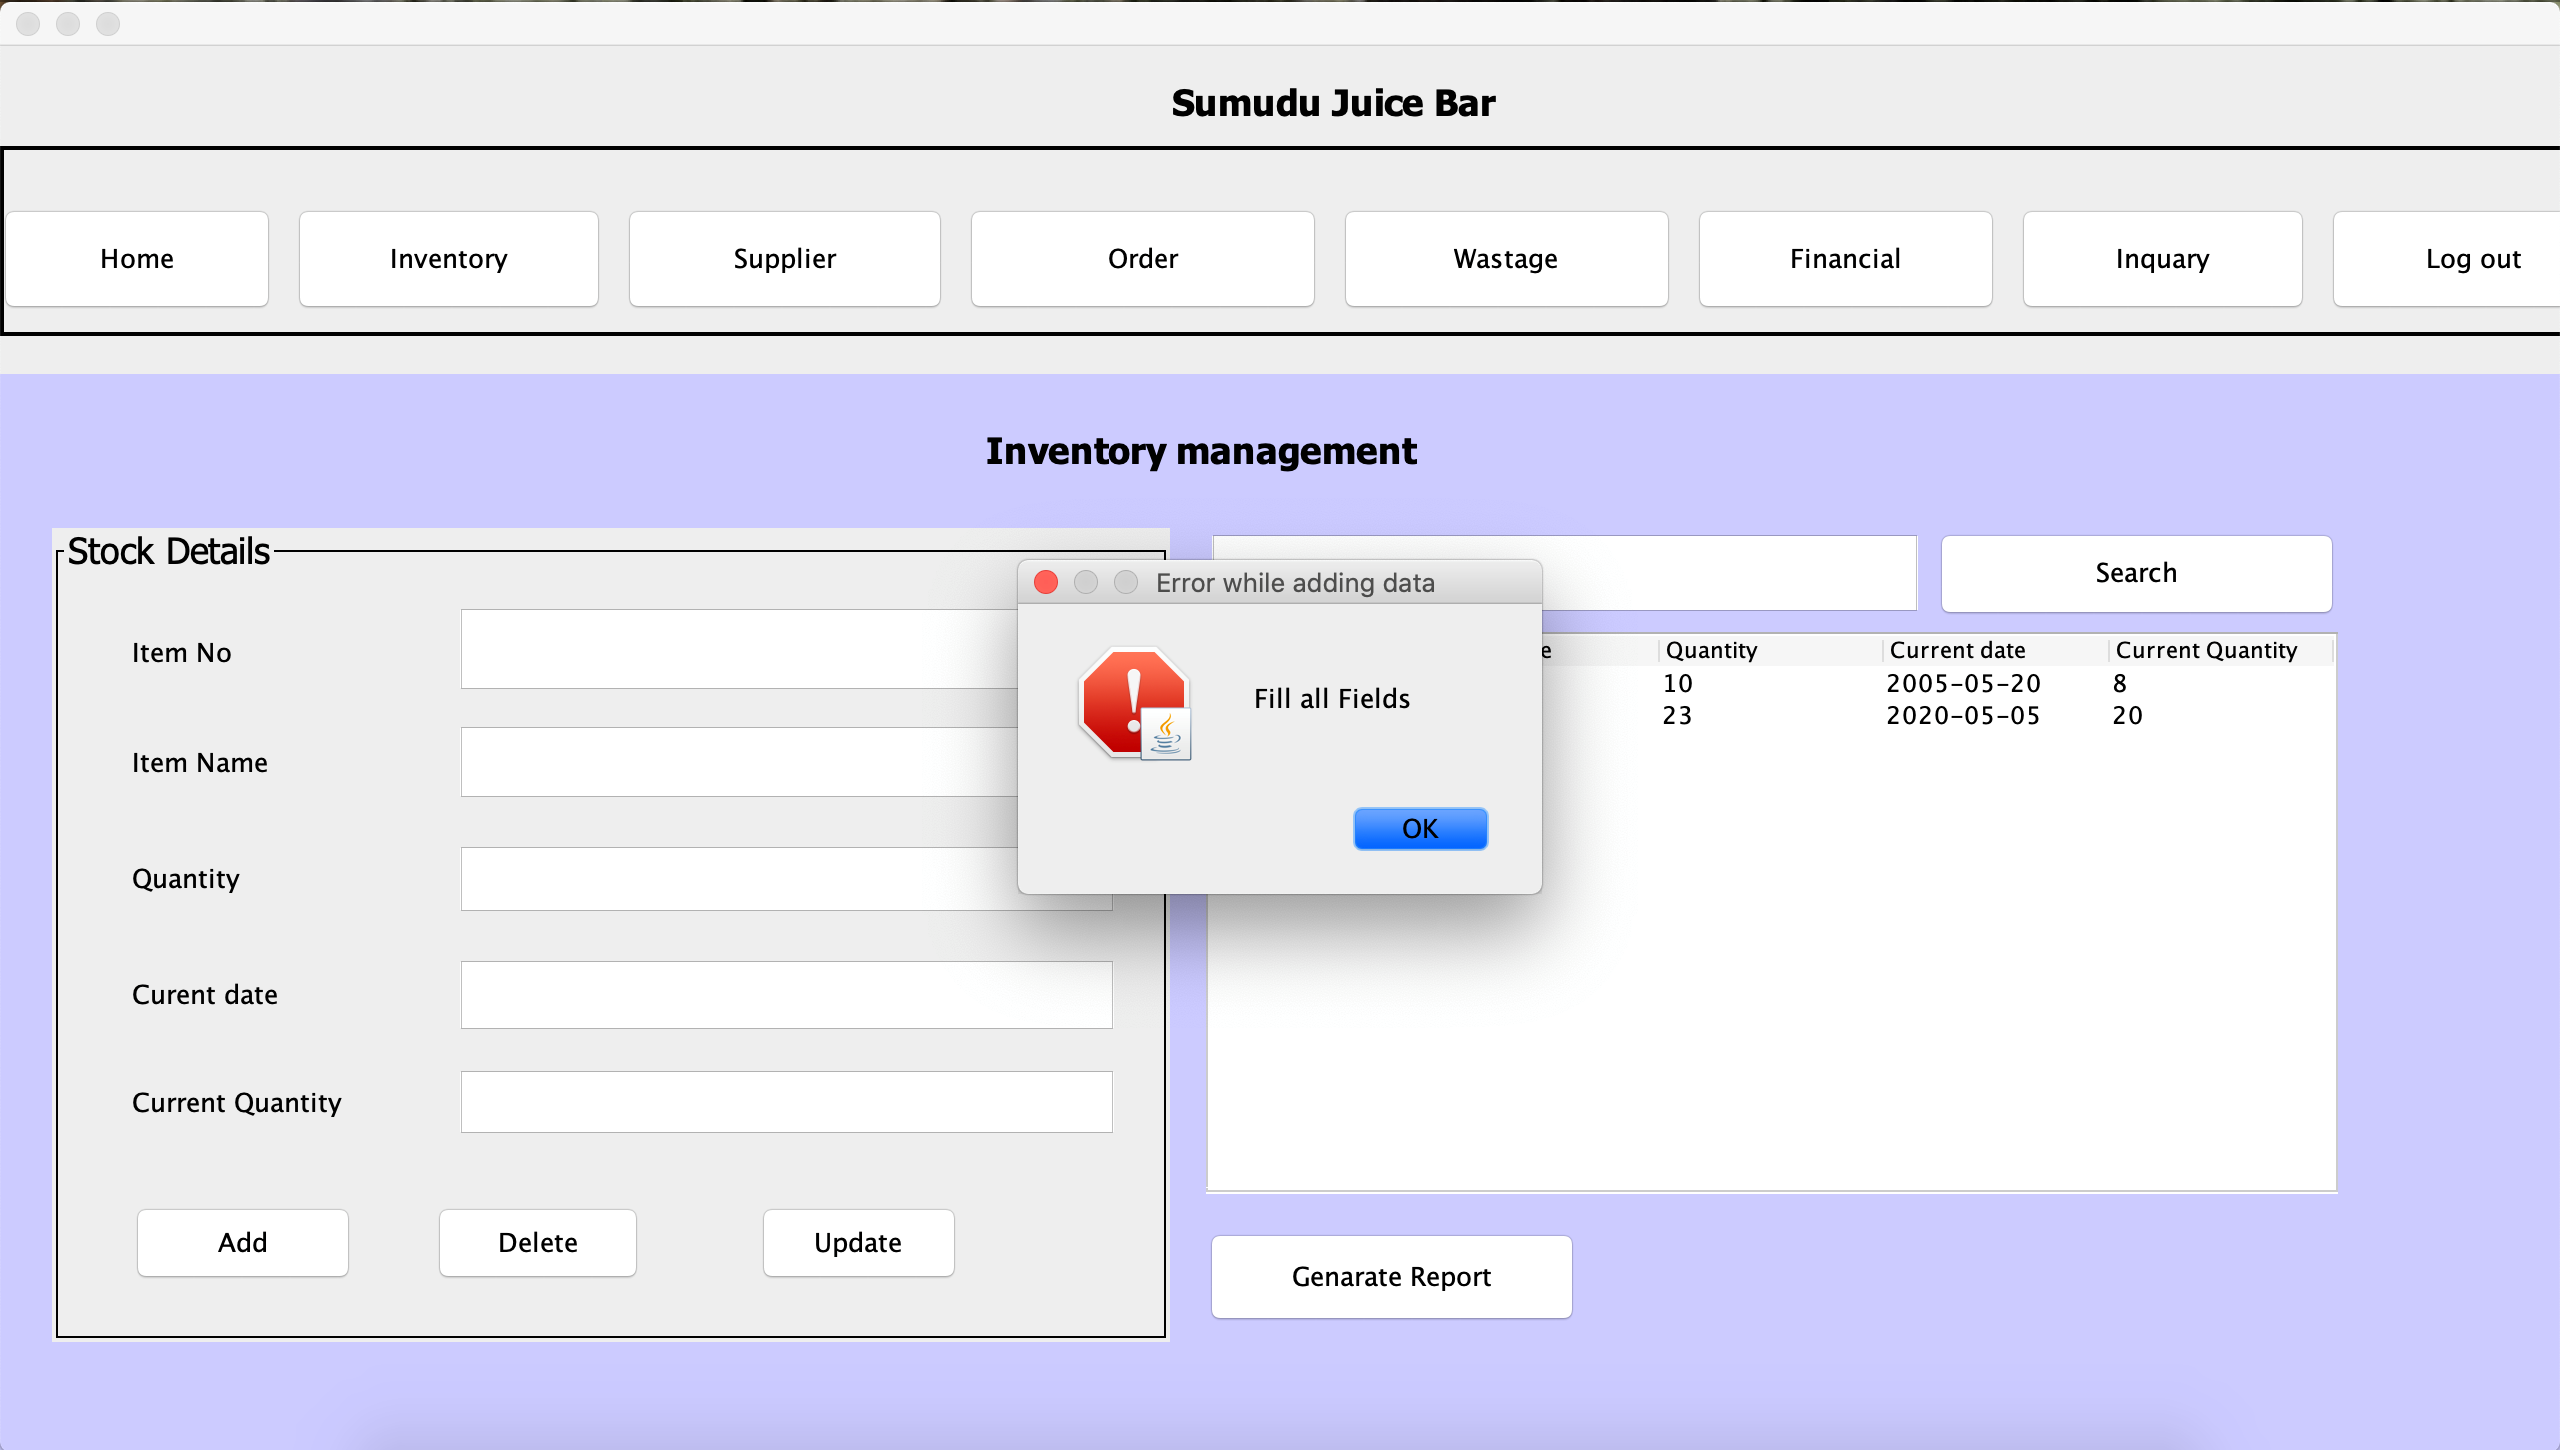 Sumudu Juice Bar
Home Inventory Supplier Order Wastage Financial Inquary Log out
Inventory management
Stock Details
Item No
Item Name
Quantity
Curent date
Current Quantity
Add Delete Update
Error while adding data
Fill all Fields
OK
Search
e Quantity Current date Current Quantity
10 2005-05-20 8
23 2020-05-05 20
Genarate Report